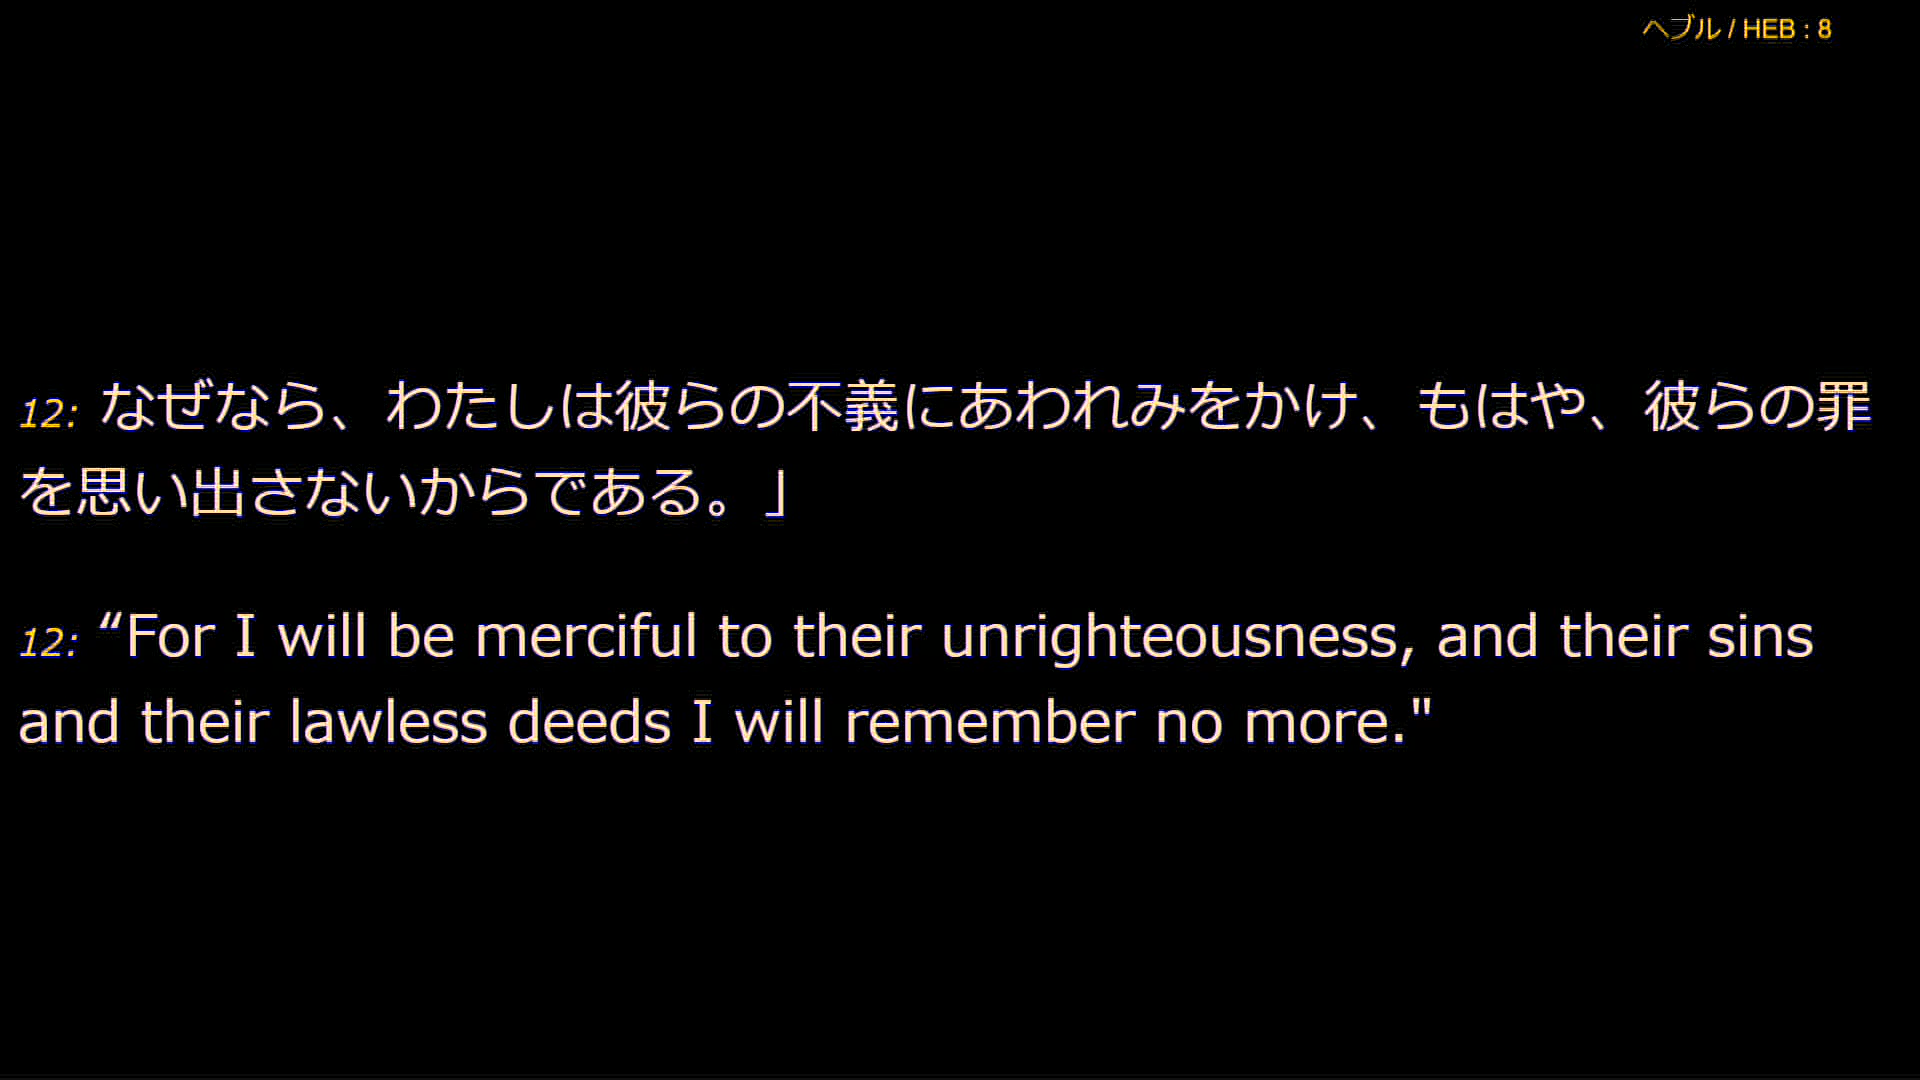 ヘブル / HEB : 8
12: なぜなら、わたしは彼らの不義にあわれみをかけ、もはや、彼らの罪
を思い出さないからである。」
12: “For I will be merciful to their unrighteousness, and their sins
and their lawless deeds I will remember no more."